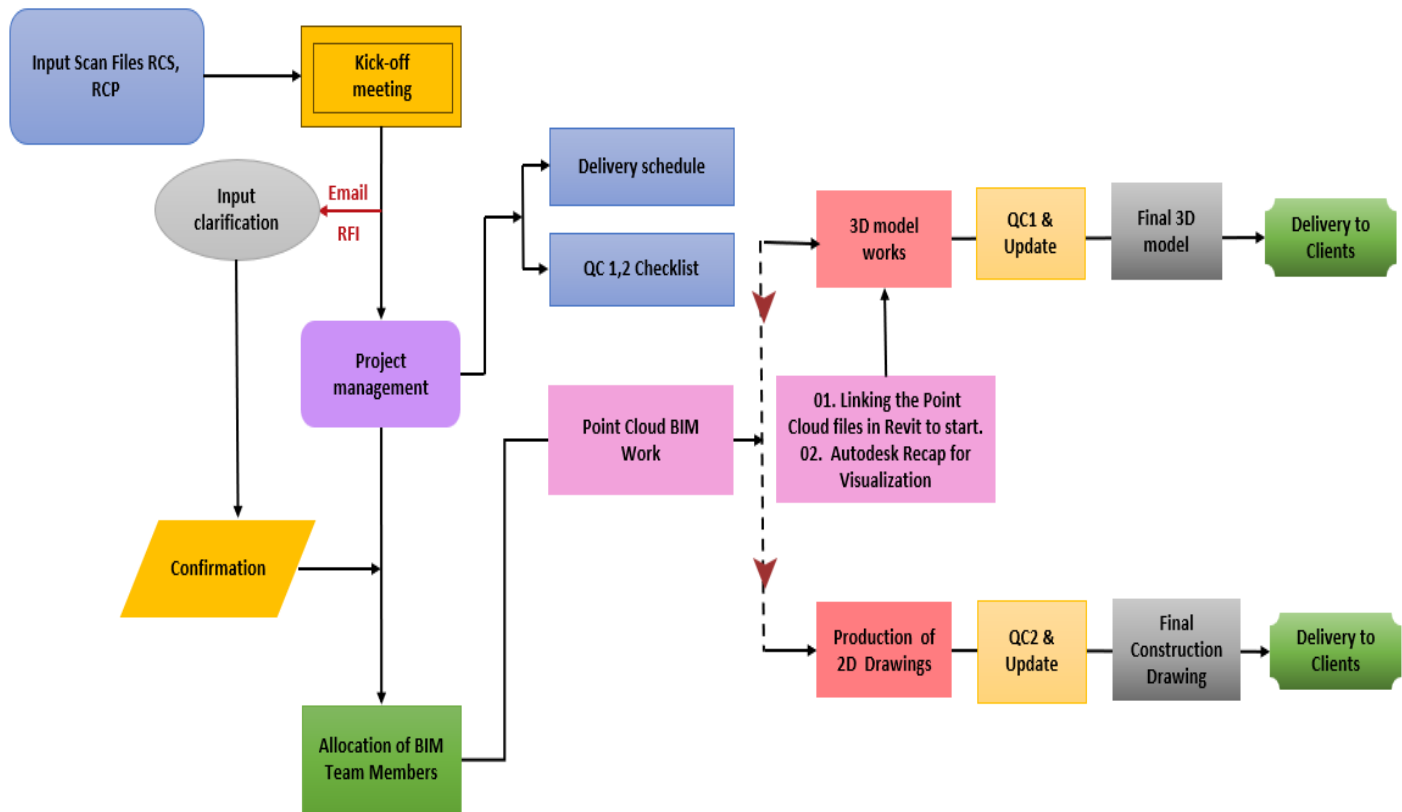 Input Scan Files RCS,
RCP
Kick-off
meeting
Input
clarification
Email
RFI
Delivery schedule
QC 1,2 Checklist
Project
management
Confirmation
Allocation of BIM
Team Members
Point Cloud BIM
Work
3D model
works
QC1 &
Update
Final 3D
model
Delivery to
Clients
01. Linking the Point
Cloud files in Revit to start.
02. Autodesk Recap for
Visualization
Production of
2D Drawings
QC2 &
Update
Final
Construction
Drawing
Delivery to
Clients